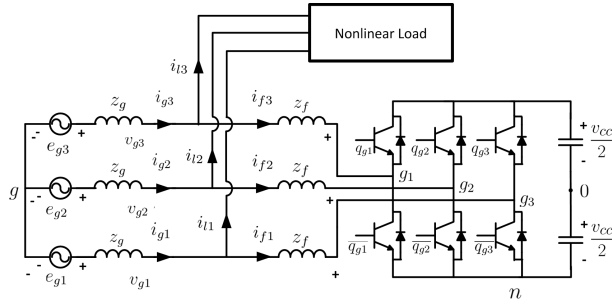 Nonlinear Load
i_{l3}
z_g i_{g3} i_{f3} z_f
- - + v_{g3} + v_{cc}/2
e_{g3} i_{l2} q_{g1} q_{g2} q_{g3} -
z_g i_{g2} i_{f2} z_f g_1
g - - + v_{g2} + g_2 0
e_{g2} i_{l1} g_3
z_g i_{g1} i_{f1} z_f \overline{q_{g1}} \overline{q_{g2}} \overline{q_{g3}} + v_{cc}/2
- - + v_{g1} + -
e_{g1} n